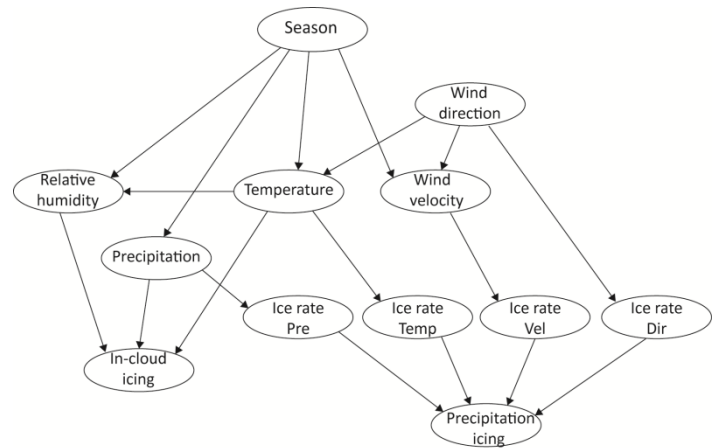 Season
Wind
direction
Relative
humidity
Temperature
Wind
velocity
Precipitation
Ice rate
Pre
Ice rate
Temp
Ice rate
Vel
Ice rate
Dir
In-cloud
icing
Precipitation
icing